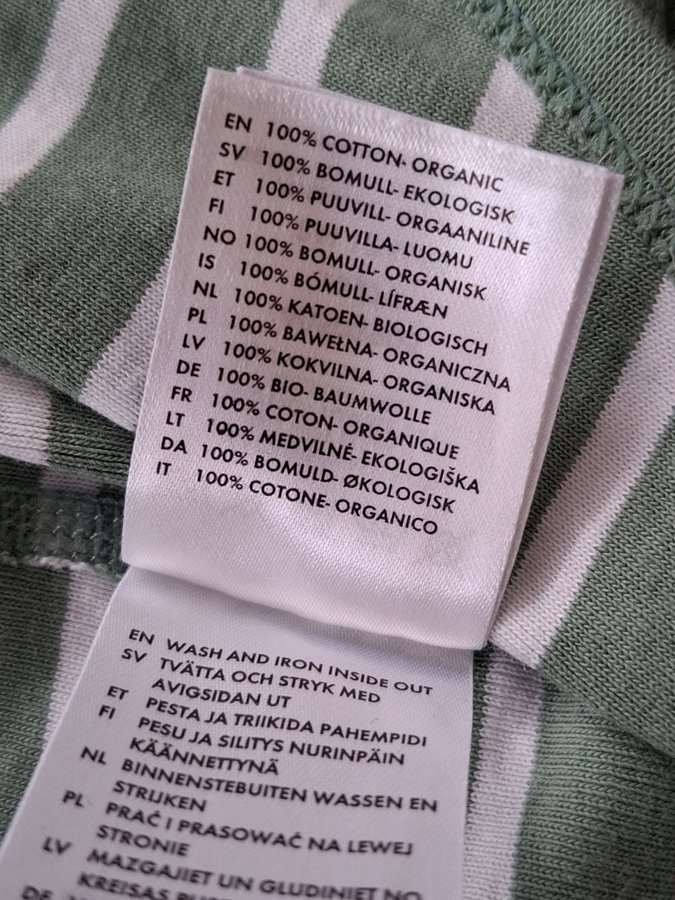 EN 100% COTTON- ORGANIC
SV 100% BOMULL- EKOLOGISK
ET 100% PUUVILL- ORGAANILINE
FI 100% PUUVILLA- LUOMU
NO 100% BOMULL- ORGANISK
IS 100% BÓMULL- LÍFRÆN
NL 100% KATOEN- BIOLOGISCH
PL 100% BAWEŁNA- ORGANICZNA
LV 100% KOKVILNA- ORGANISKA
DE 100% BIO- BAUMWOLLE
FR 100% COTON- ORGANIQUE
LT 100% MEDVILNĖ- EKOLOGIŠKA
DA 100% BOMULD- ØKOLOGISK
IT 100% COTONE- ORGANICO
EN WASH AND IRON INSIDE OUT
SV TVÄTTA OCH STRYK MED
AVIGSIDAN UT
ET PESTA JA TRIIKIDA PAHEMPIDI
FI PESU JA SILITYS NURINPÄIN
KÄÄNNETTYNÄ
NL BINNENSTEBUITEN WASSEN EN
STRIJKEN
PL PRAĆ I PRASOWAĆ NA LEWEJ
STRONIE
LV MAZGAJIET UN GLUDINIET NO
KREISAS
DE